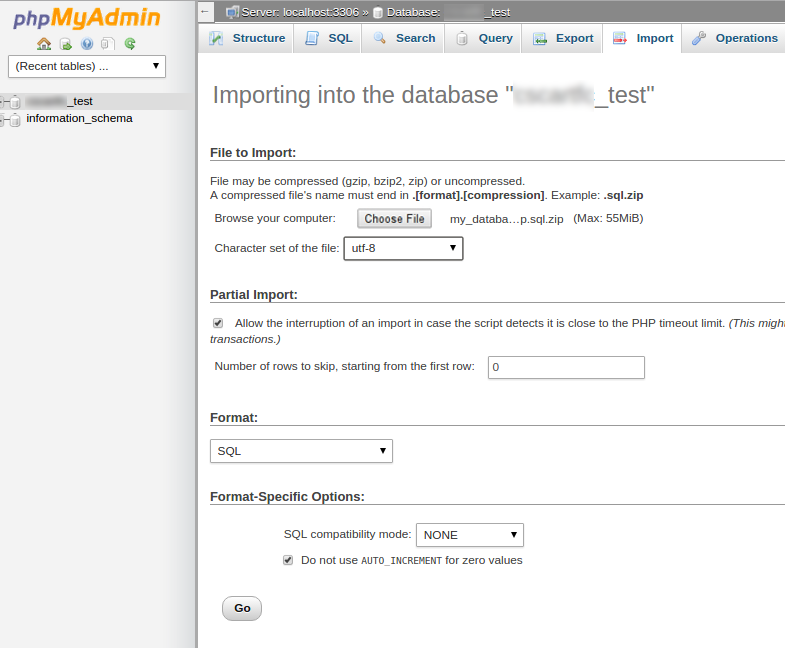 phpMyAdmin
(Recent tables) ...
_test
information_schema
← Server: localhost:3306 » Database: _test
Structure SQL Search Query Export Import Operations
Importing into the database " _test"
File to Import:
File may be compressed (gzip, bzip2, zip) or uncompressed.
A compressed file's name must end in .[format].[compression]. Example: .sql.zip
Browse your computer: Choose File my_databa...p.sql.zip (Max: 55MiB)
Character set of the file: utf-8
Partial Import:
Allow the interruption of an import in case the script detects it is close to the PHP timeout limit. (This might
transactions.)
Number of rows to skip, starting from the first row: 0
Format:
SQL
Format-Specific Options:
SQL compatibility mode: NONE
Do not use AUTO_INCREMENT for zero values
Go